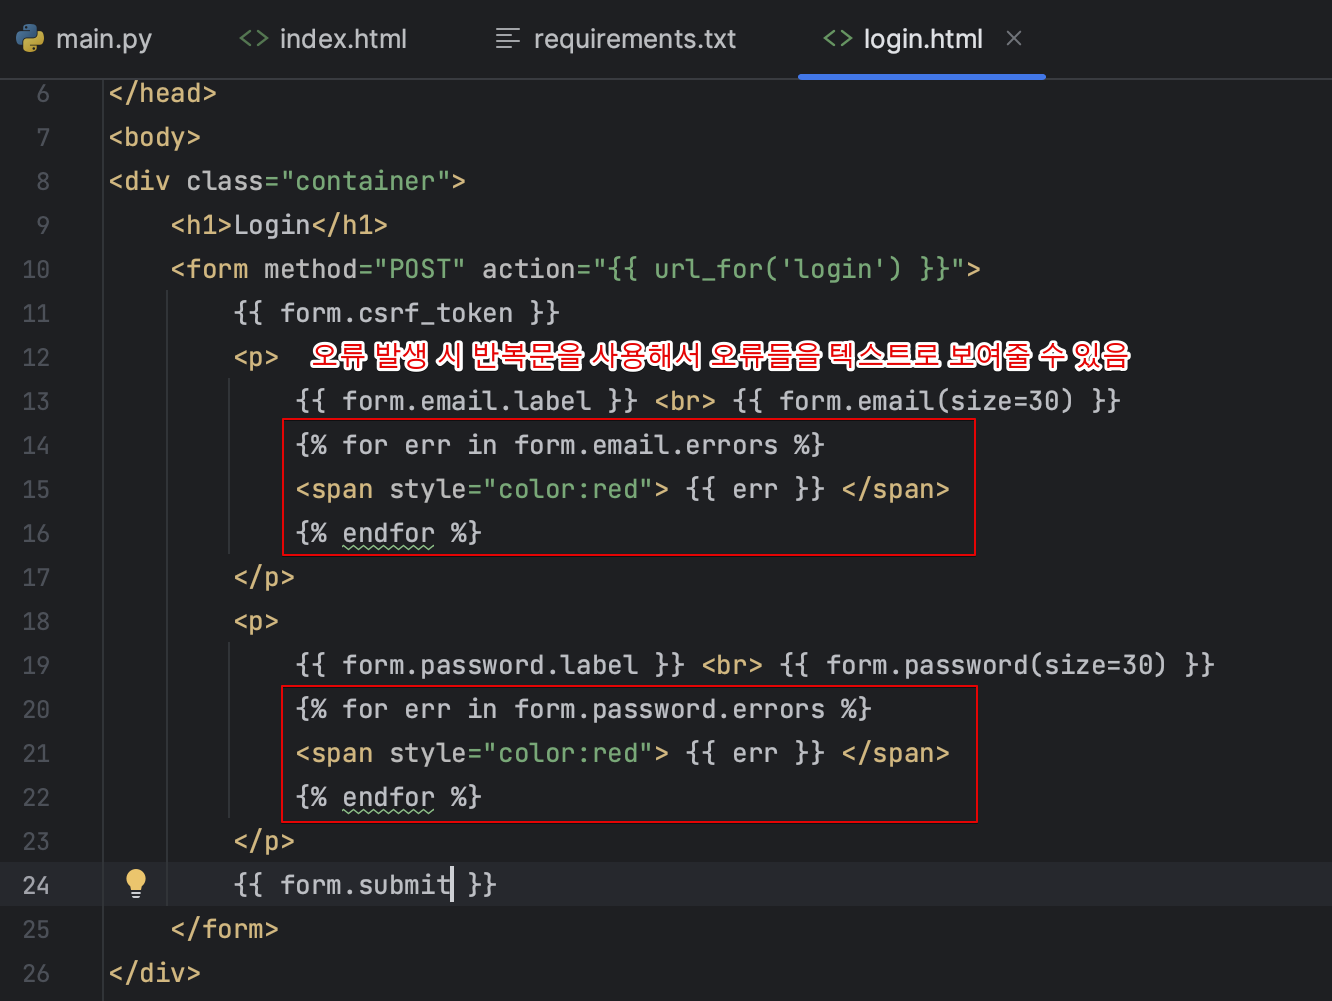 main.py <> index.html requirements.txt <> login.html ×
6 </head>
7 <body>
8 <div class="container">
9 <h1>Login</h1>
10 <form method="POST" action="{{ url_for('login') }}">
11 {{ form.csrf_token }}
12 <p> 오류 발생 시 반복문을 사용해서 오류들을 텍스트로 보여줄 수 있음
13 {{ form.email.label }} <br> {{ form.email(size=30) }}
14 {% for err in form.email.errors %}
15 <span style="color:red"> {{ err }} </span>
16 {% endfor %}
17 </p>
18 <p>
19 {{ form.password.label }} <br> {{ form.password(size=30) }}
20 {% for err in form.password.errors %}
21 <span style="color:red"> {{ err }} </span>
22 {% endfor %}
23 </p>
24 {{ form.submit }}
25 </form>
26 </div>